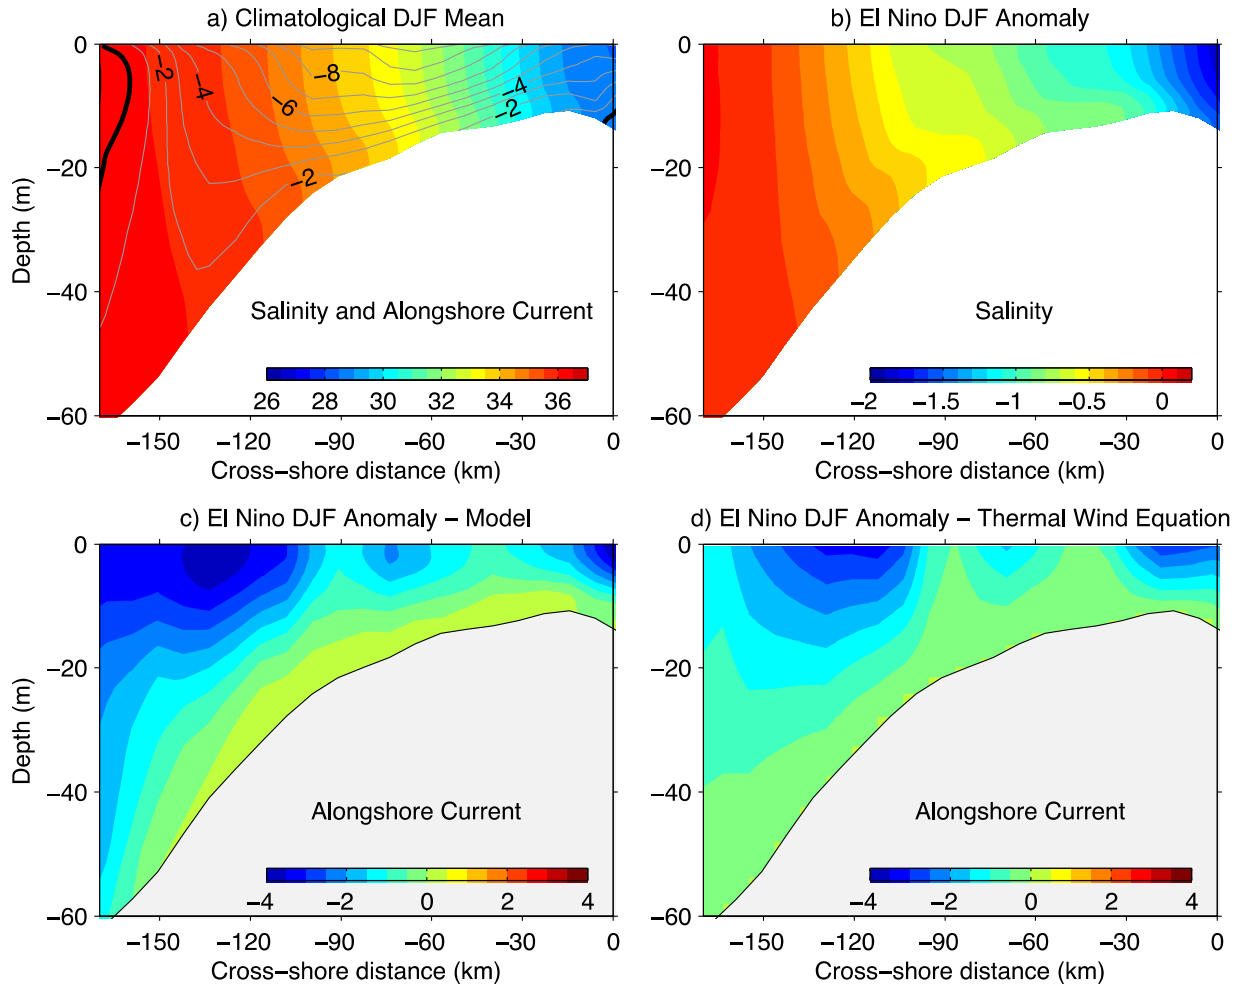 a) Climatological DJF Mean
b) El Nino DJF Anomaly
0
−20
−40
−60
Depth (m)
−2
−4
−6
−8
−4
−2
−2
Salinity and Alongshore Current
26 28 30 32 34 36
−150 −120 −90 −60 −30 0
Cross−shore distance (km)
0
−20
−40
−60
Salinity
−2 −1.5 −1 −0.5 0
−150 −120 −90 −60 −30 0
Cross−shore distance (km)
c) El Nino DJF Anomaly − Model
d) El Nino DJF Anomaly − Thermal Wind Equation
0
−20
−40
−60
Depth (m)
Alongshore Current
−4 −2 0 2 4
−150 −120 −90 −60 −30 0
Cross−shore distance (km)
0
−20
−40
−60
Alongshore Current
−4 −2 0 2 4
−150 −120 −90 −60 −30 0
Cross−shore distance (km)